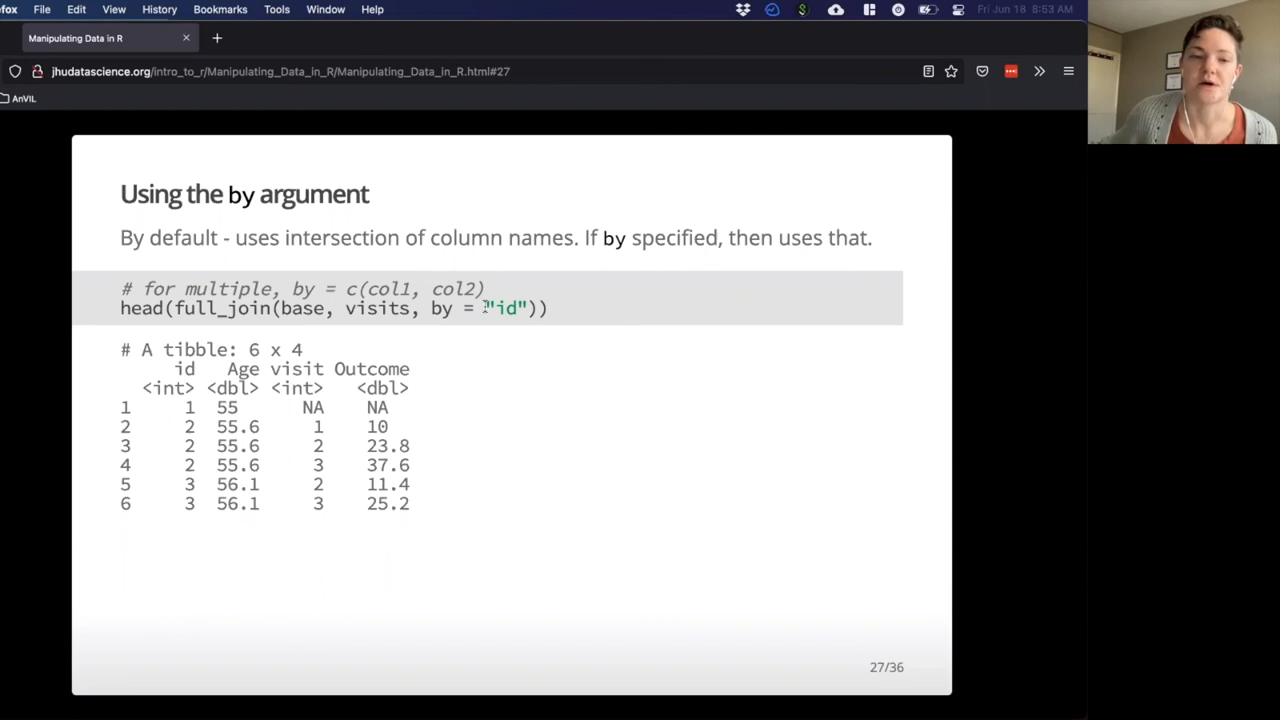 efox File Edit View History Bookmarks Tools Window Help Fri Jun 18 8:53 AM
Manipulating Data in R
jhudatascience.org/intro_to_r/Manipulating_Data_in_R/Manipulating_Data_in_R.html#27
AnVIL
Using the by argument
By default - uses intersection of column names. If by specified, then uses that.
# for multiple, by = c(col1, col2)
head(full_join(base, visits, by = "id"))
# A tibble: 6 x 4
id Age visit Outcome
<int> <dbl> <int> <dbl>
1 1 55 NA NA
2 2 55.6 1 10
3 2 55.6 2 23.8
4 2 55.6 3 37.6
5 3 56.1 2 11.4
6 3 56.1 3 25.2
27/36